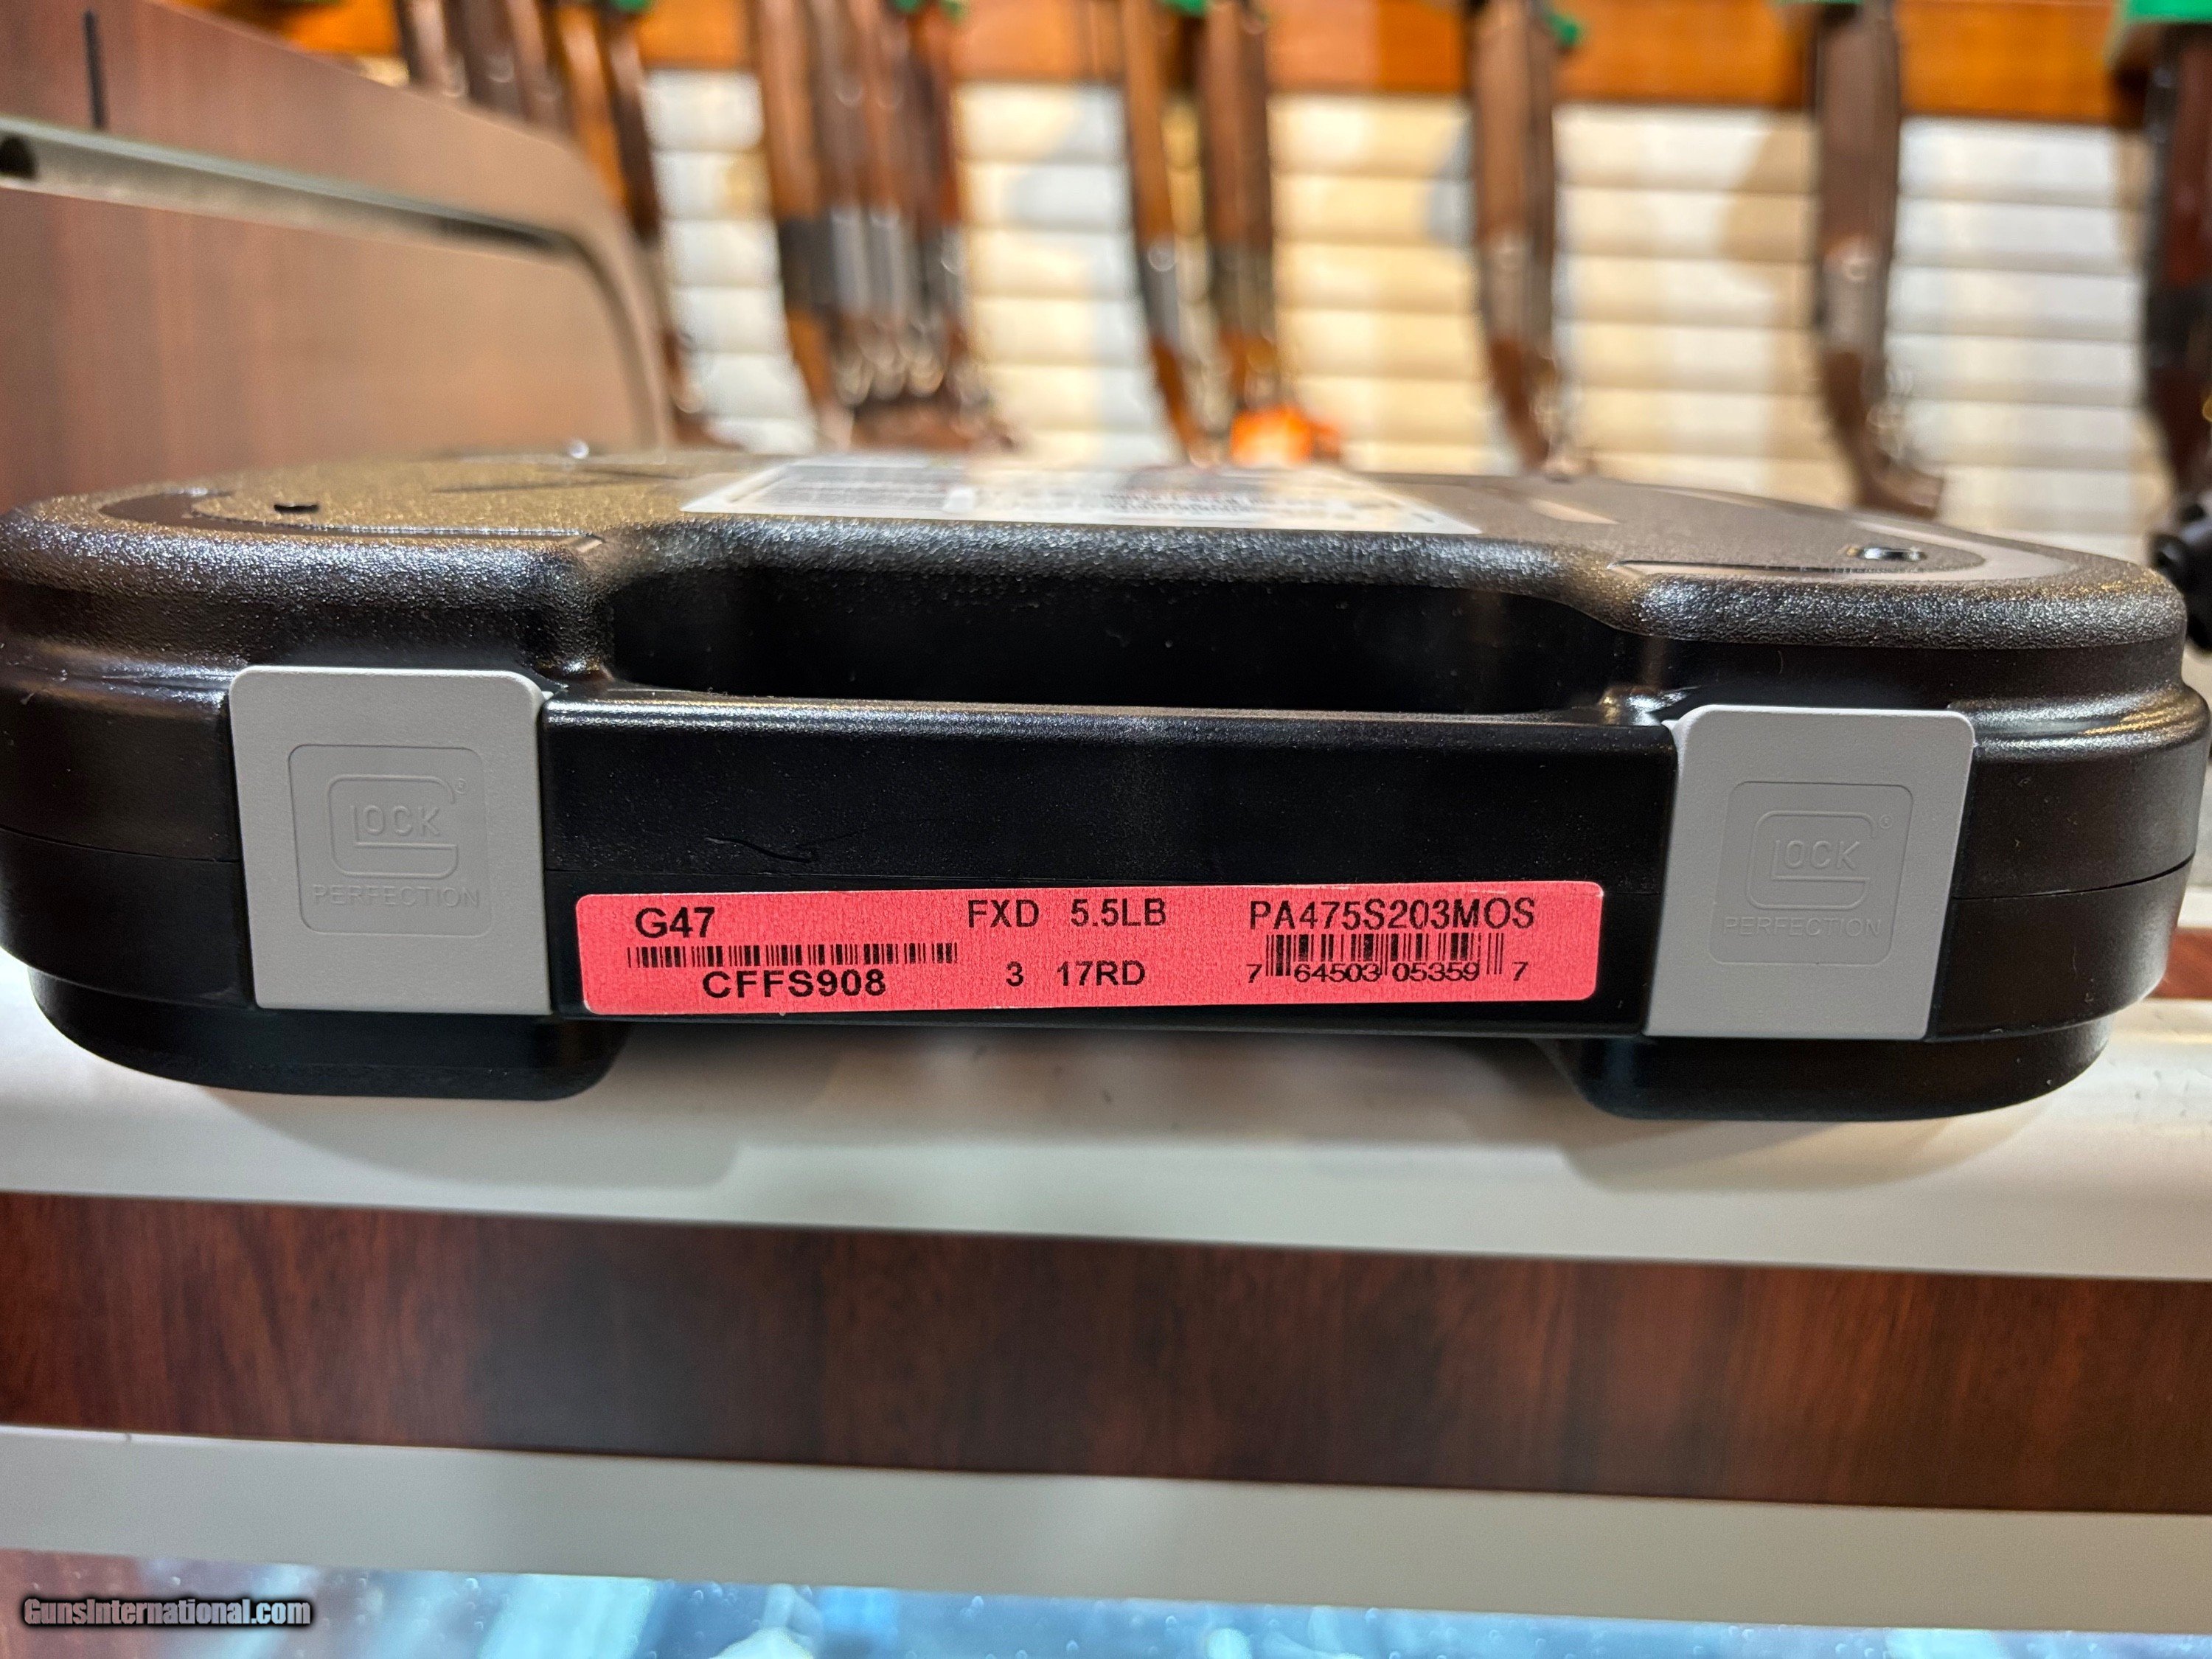 GLOCK®
PERFECTION
GLOCK®
PERFECTION
G47 FXD 5.5LB PA475S203MOS
CFFS908 3 17RD 7 64503 05359 7
GunsInternational.com